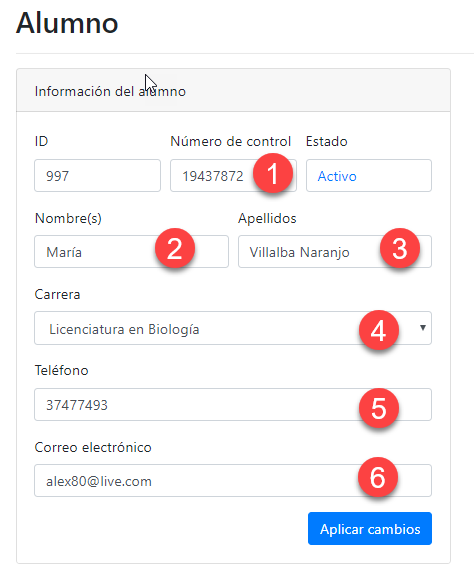 Alumno
Información del alumno
ID Número de control Estado
997 19437872 1 Activo
Nombre(s) Apellidos
María 2 Villalba Naranjo 3
Carrera
Licenciatura en Biología 4
Teléfono
37477493 5
Correo electrónico
alex80@live.com 6
Aplicar cambios